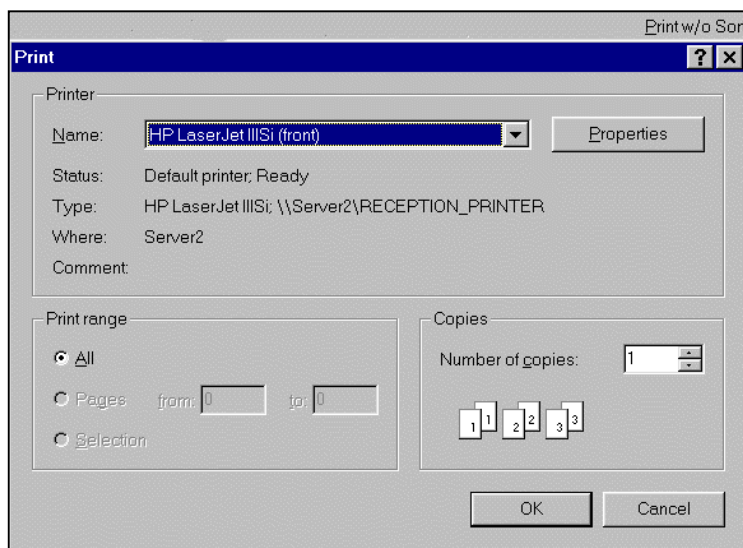 Print w/o Sor
Print
Printer
Name: HP LaserJet IIISi (front) Properties
Status: Default printer; Ready
Type: HP LaserJet IIISi; \\Server2\RECEPTION_PRINTER
Where: Server2
Comment:
Print range
All
Pages from: 0 to: 0
Selection
Copies
Number of copies: 1
1 1 2 2 3 3
OK Cancel